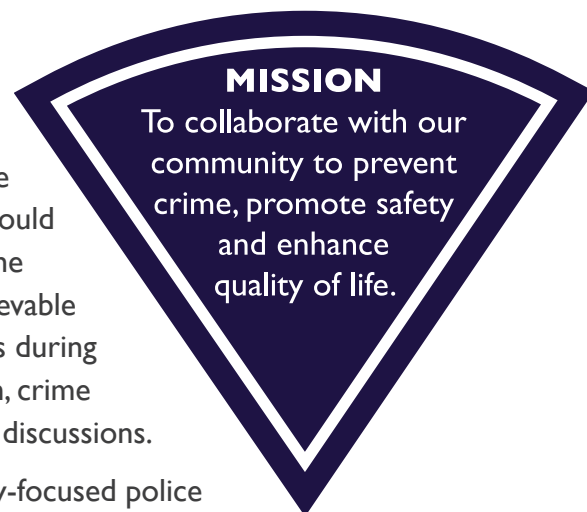 MISSION
To collaborate with our
community to prevent
crime, promote safety
and enhance
quality of life.
e
ould
ne
evable
s during
n, crime
discussions.
y-focused police